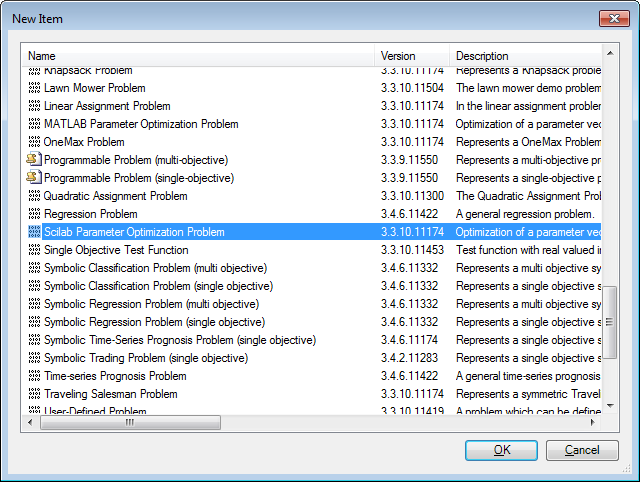 New Item
Name Version Description
Knapsack Problem 3.3.10.11174 Represents a Knapsack proble
Lawn Mower Problem 3.3.10.11504 The lawn mower demo problem
Linear Assignment Problem 3.3.10.11174 In the linear assignment problem
MATLAB Parameter Optimization Problem 3.3.10.11174 Optimization of a parameter vec
OneMax Problem 3.3.10.11174 Represents a OneMax Problem
Programmable Problem (multi-objective) 3.3.9.11550 Represents a multi-objective pr
Programmable Problem (single-objective) 3.3.9.11550 Represents a single-objective p
Quadratic Assignment Problem 3.3.10.11300 The Quadratic Assignment Prob
Regression Problem 3.4.6.11422 A general regression problem.
Scilab Parameter Optimization Problem 3.3.10.11174 Optimization of a parameter vec
Single Objective Test Function 3.3.10.11453 Test function with real valued in
Symbolic Classification Problem (multi objective) 3.4.6.11332 Represents a multi objective sy
Symbolic Classification Problem (single objective) 3.4.6.11332 Represents a single objective s
Symbolic Regression Problem (multi objective) 3.4.6.11332 Represents a multi objective sy
Symbolic Regression Problem (single objective) 3.4.6.11332 Represents a single objective s
Symbolic Time-Series Prognosis Problem (single objective) 3.4.6.11174 Represents a single objective s
Symbolic Trading Problem (single objective) 3.4.2.11283 Represents a single objective s
Time-series Prognosis Problem 3.4.6.11422 A general time-series prognosis
Traveling Salesman Problem 3.3.10.11174 Represents a symmetric Travel
User-Defined Problem 3.3.10.11419 A problem which can be define
OK Cancel